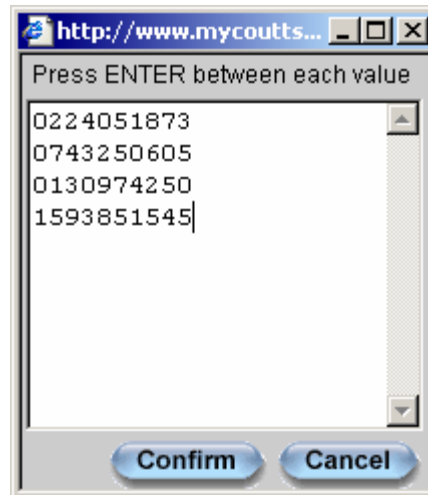 http://www.mycoutts...
Press ENTER between each value
0224051873
0743250605
0130974250
1593851545
Confirm
Cancel